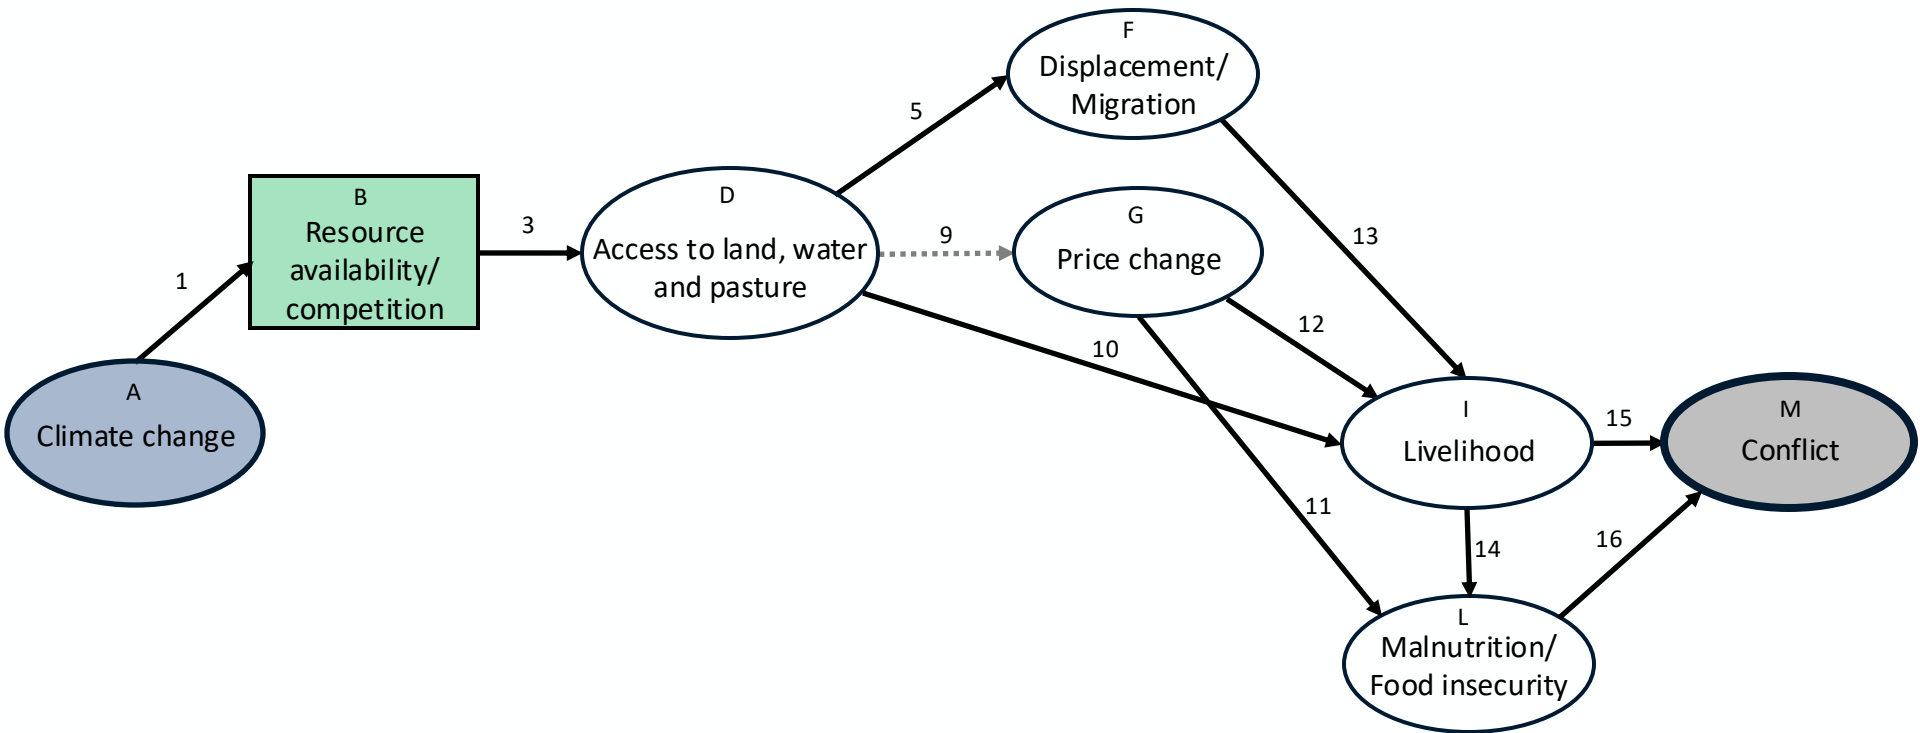 A
Climate change
1
B
Resource
availability/
competition
3
D
Access to land, water
and pasture
5
9
10
F
Displacement/
Migration
G
Price change
13
12
11
I
Livelihood
14
15
L
Malnutrition/
Food insecurity
16
M
Conflict